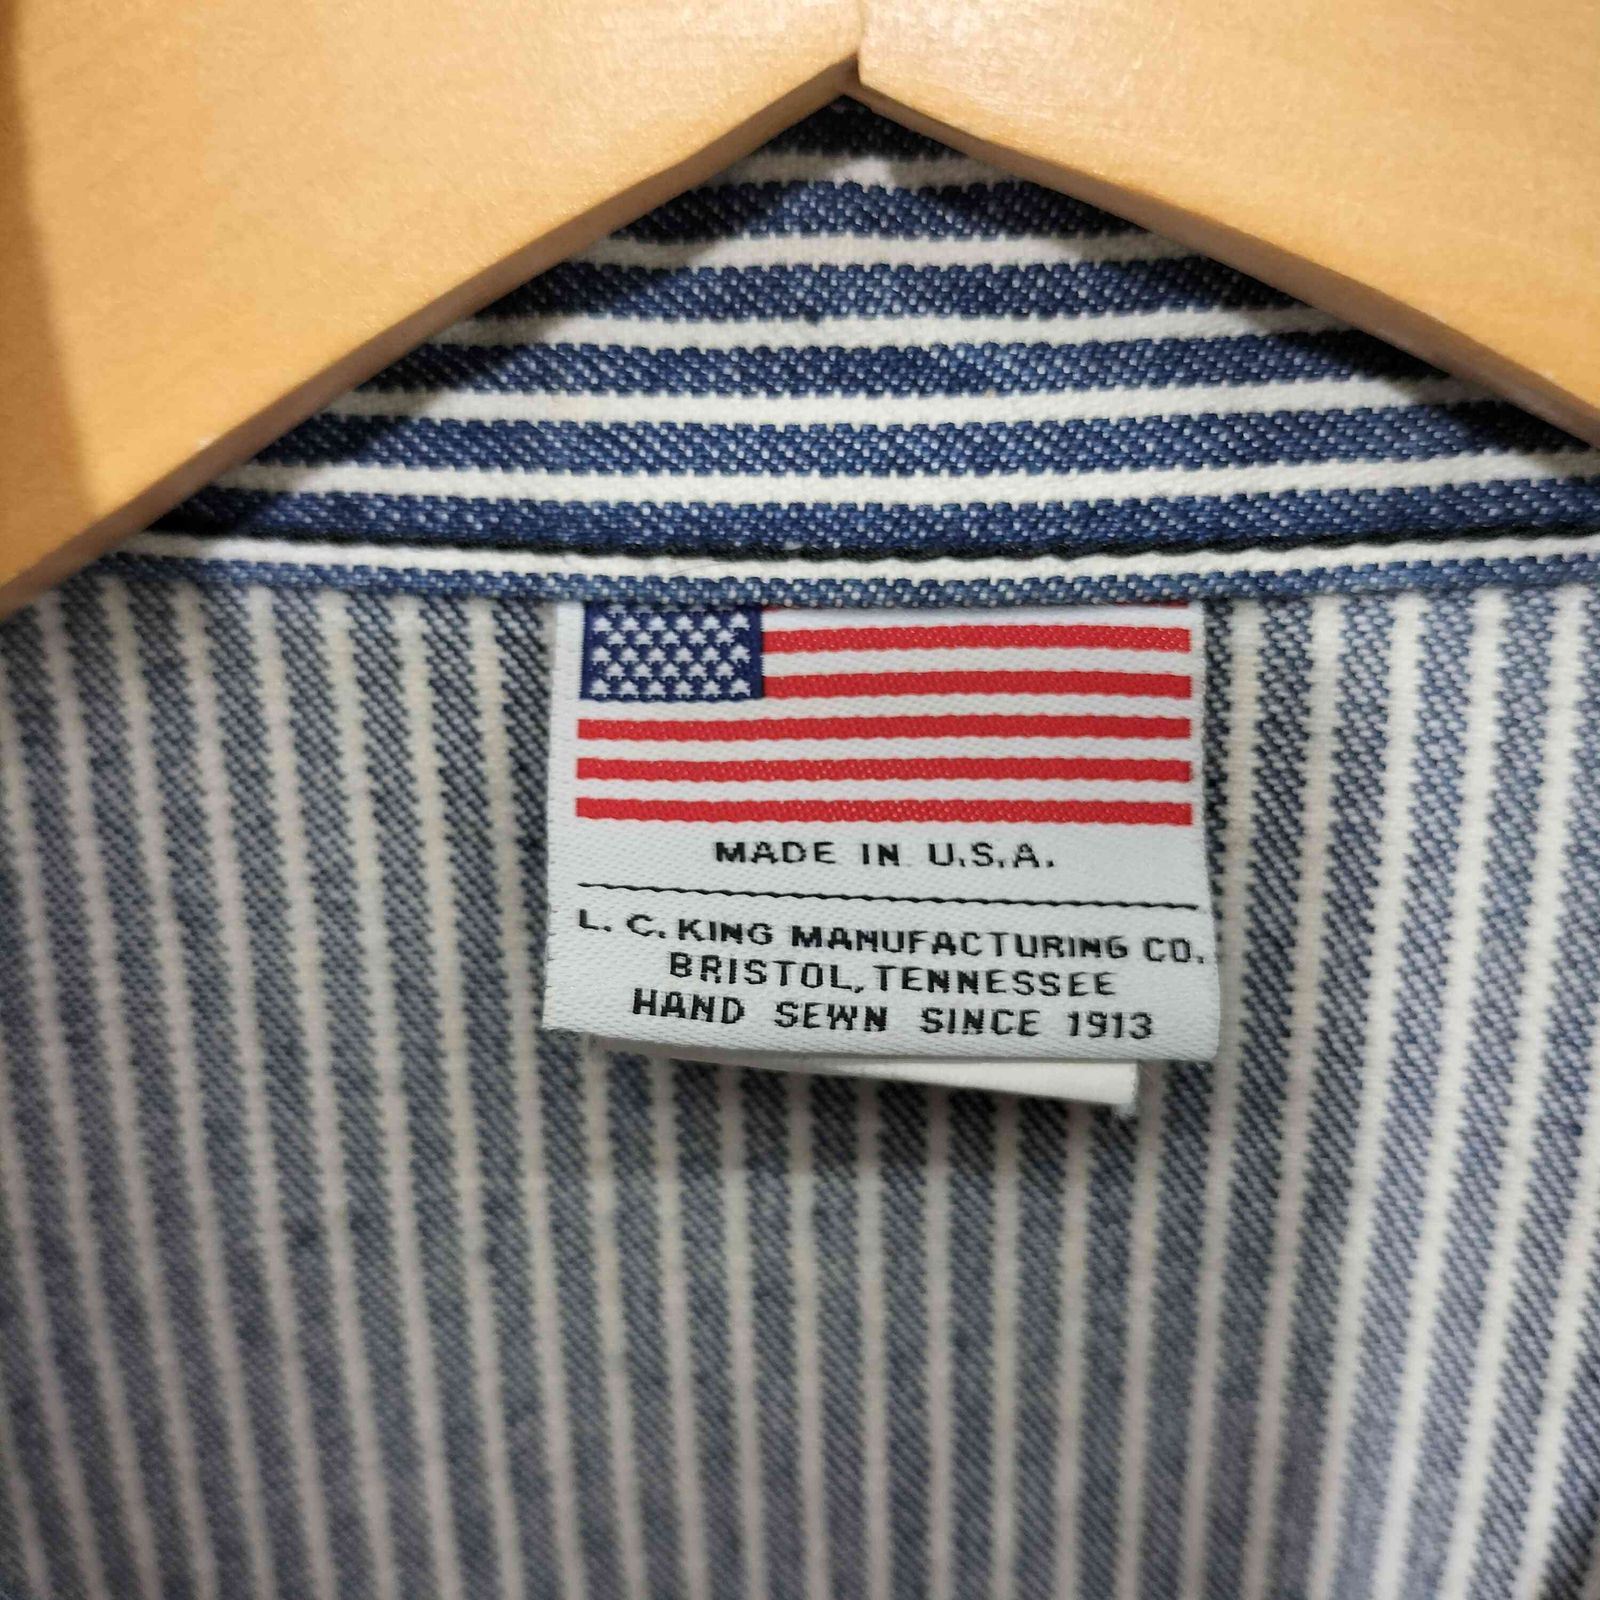 MADE IN U.S.A.
L. C. KING MANUFACTURING CO.
BRISTOL, TENNESSEE
HAND SEWN SINCE 1913